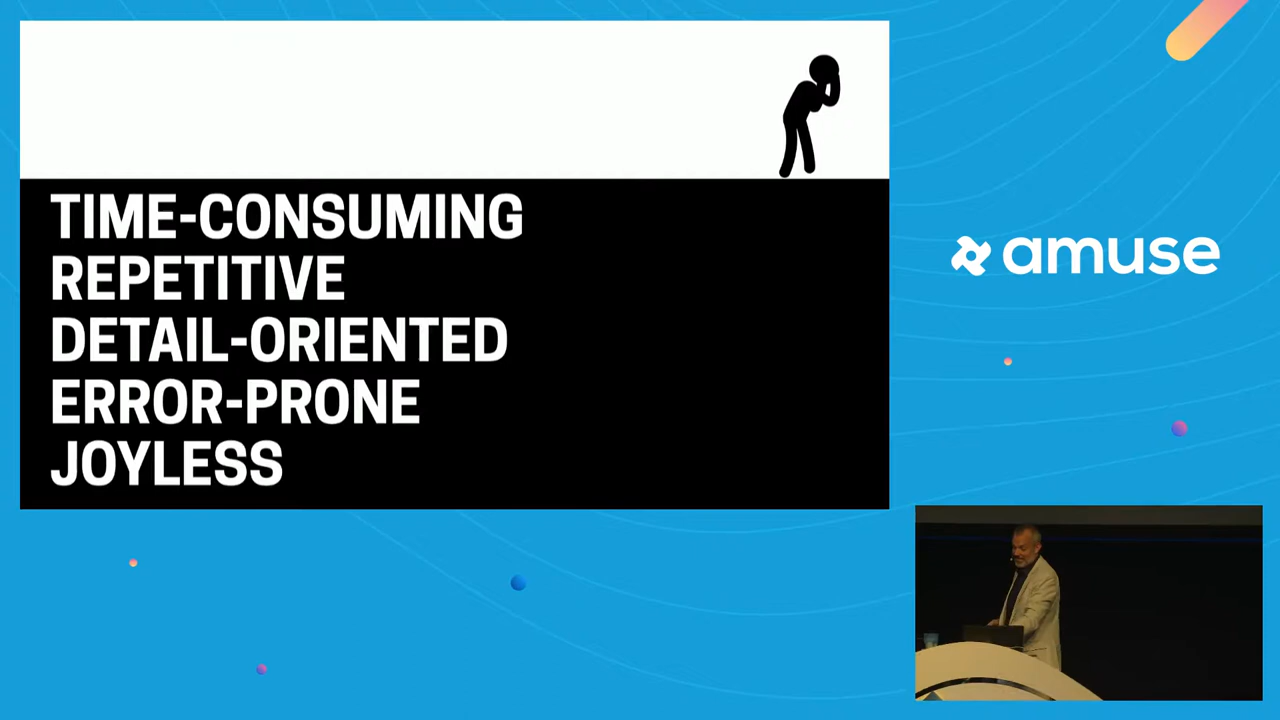 TIME-CONSUMING
REPETITIVE
DETAIL-ORIENTED
ERROR-PRONE
JOYLESS
amuse